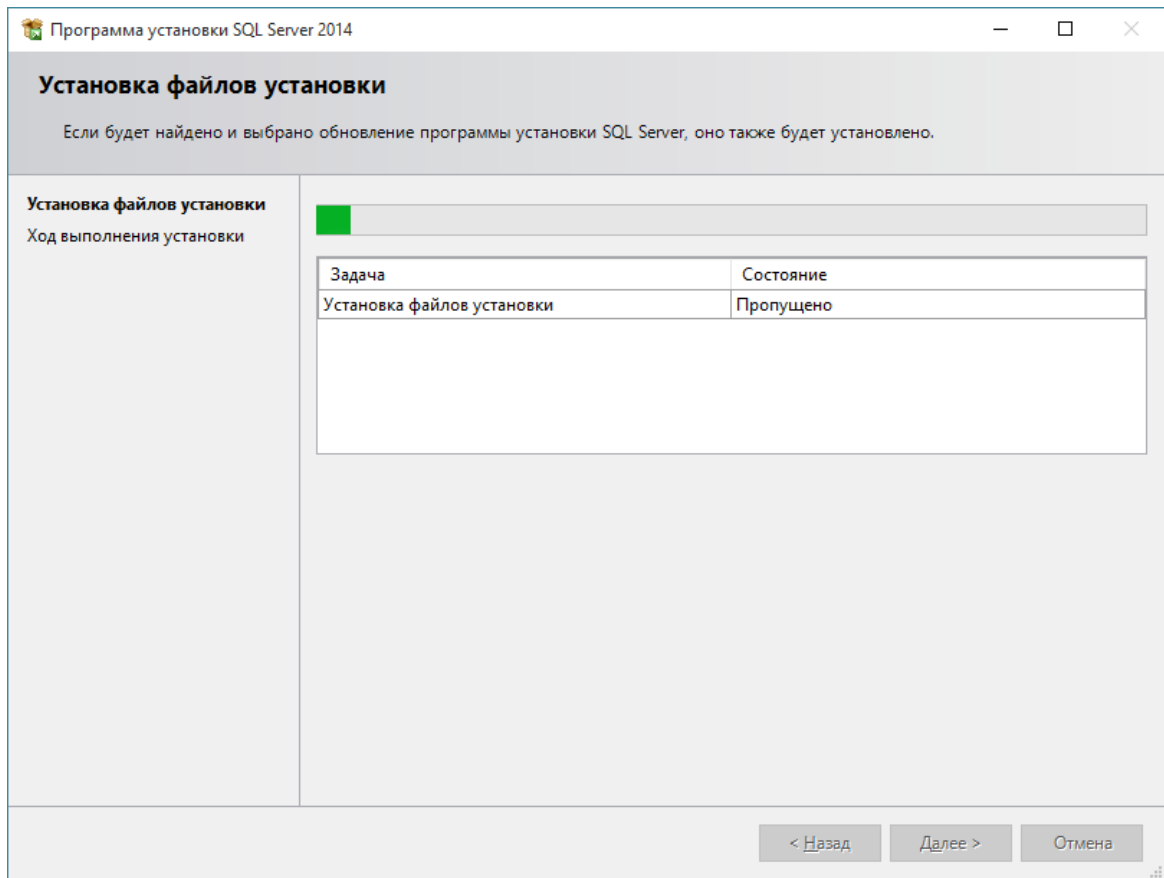 Программа установки SQL Server 2014
Установка файлов установки
Если будет найдено и выбрано обновление программы установки SQL Server, оно также будет установлено.
Установка файлов установки
Ход выполнения установки
Задача Состояние
Установка файлов установки Пропущено
< Назад Далее > Отмена